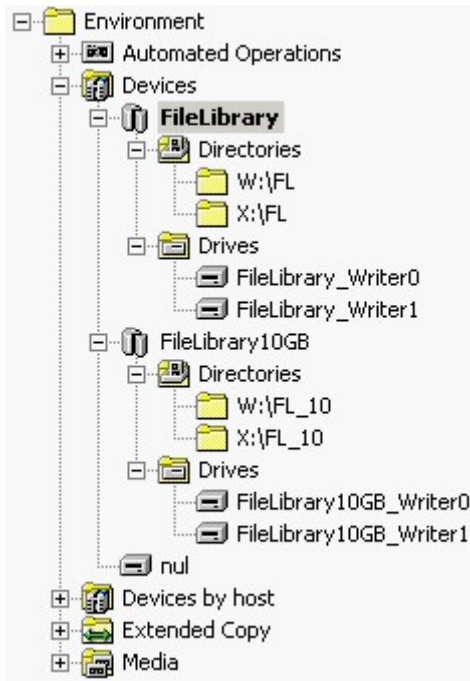 Environment
Automated Operations
Devices
FileLibrary
Directories
W:\FL
X:\FL
Drives
FileLibrary_Writer0
FileLibrary_Writer1
FileLibrary10GB
Directories
W:\FL_10
X:\FL_10
Drives
FileLibrary10GB_Writer0
FileLibrary10GB_Writer1
nul
Devices by host
Extended Copy
Media